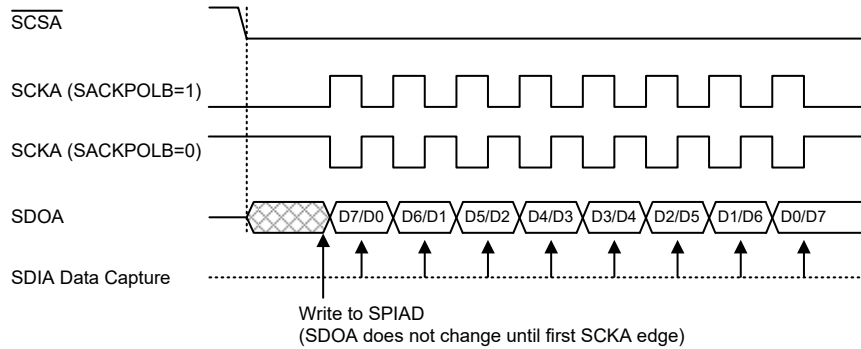 SCSA
SCKA (SACKPOLB=1)
SCKA (SACKPOLB=0)
SDOA D7/D0 D6/D1 D5/D2 D4/D3 D3/D4 D2/D5 D1/D6 D0/D7
SDIA Data Capture
Write to SPIAD
(SDOA does not change until first SCKA edge)